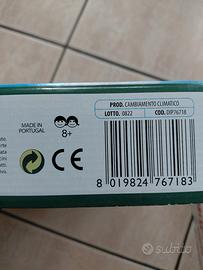 PROD. CAMBIAMENTO CLIMATICO
LOTTO. 0822 COD. DIP76718
MADE IN
PORTUGAL
8+
CE
8 019824 767183
subito